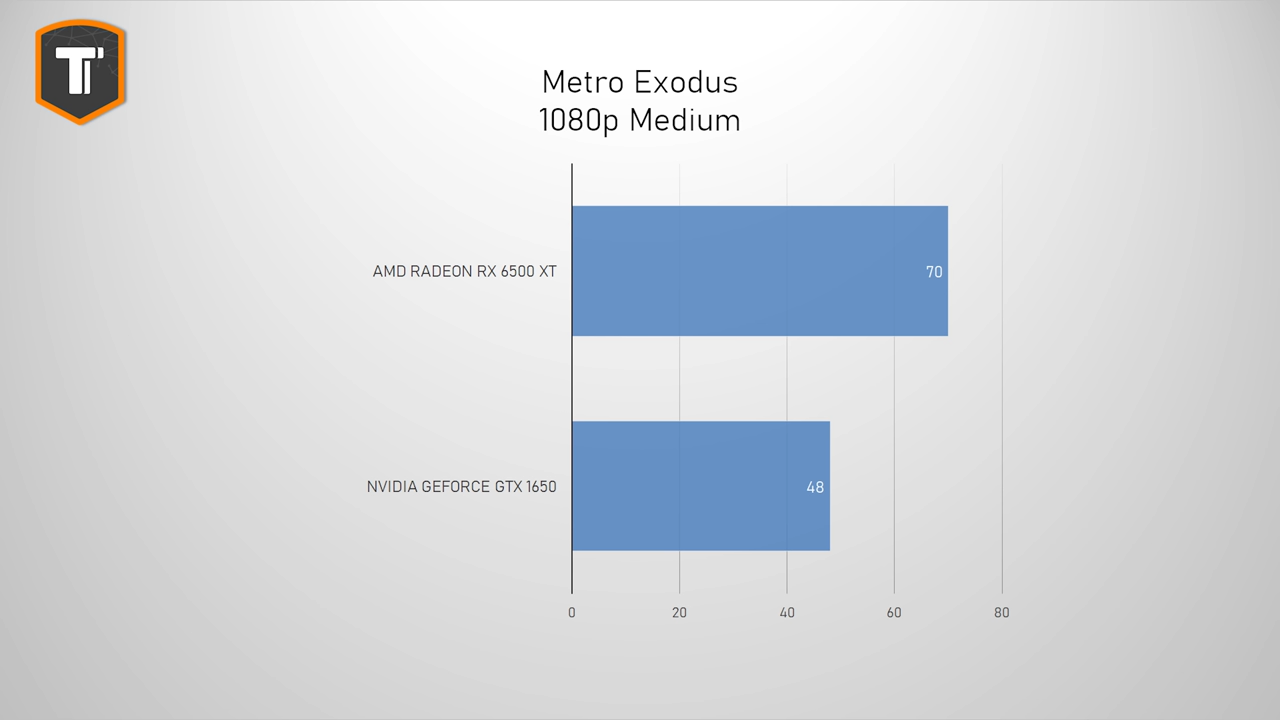 Metro Exodus
1080p Medium
AMD RADEON RX 6500 XT
70
NVIDIA GEFORCE GTX 1650
48
0 20 40 60 80